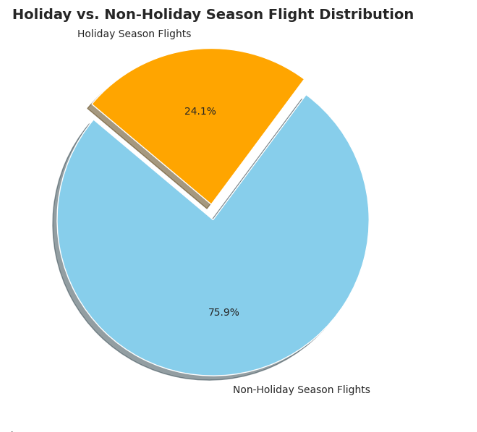 Holiday vs. Non-Holiday Season Flight Distribution
Holiday Season Flights
24.1%
75.9%
Non-Holiday Season Flights